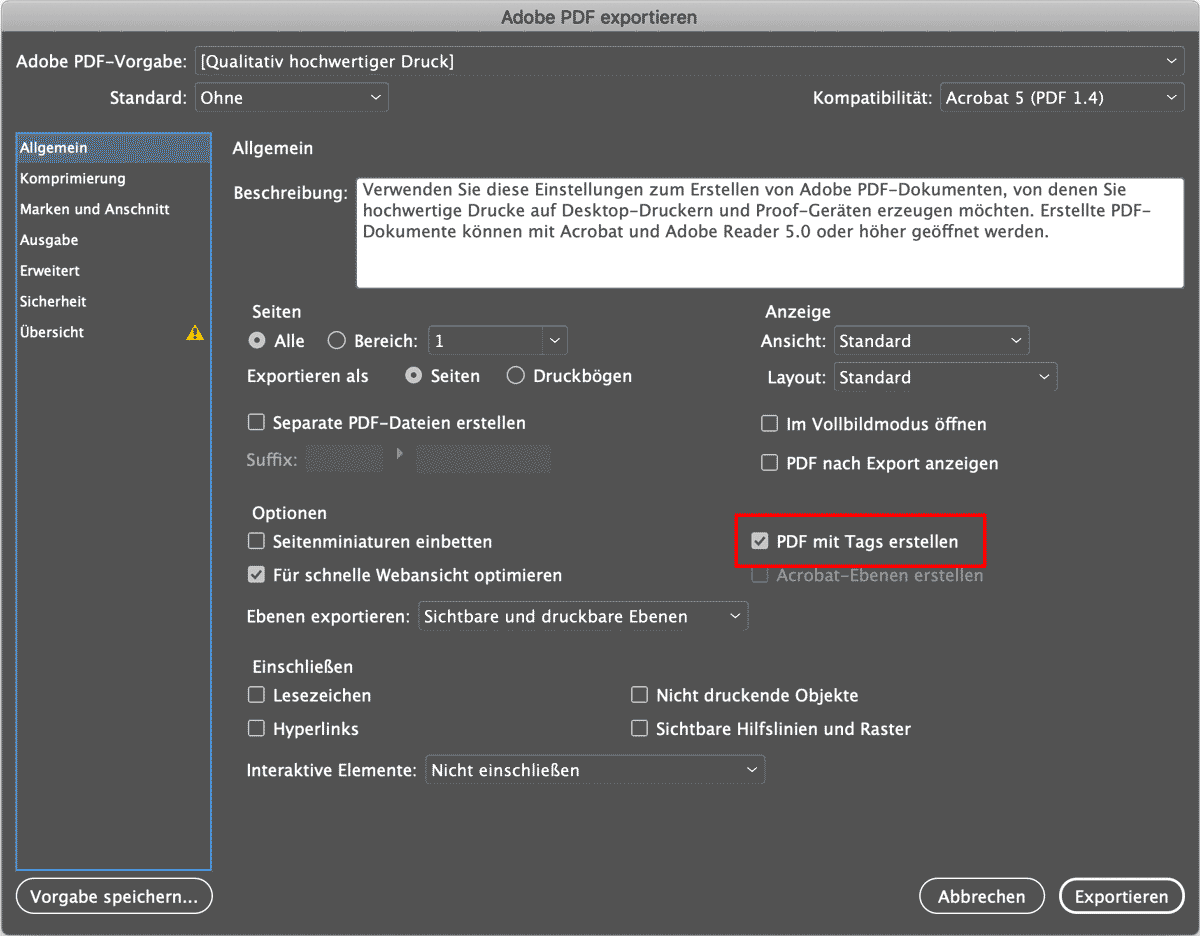 Adobe PDF exportieren
Adobe PDF-Vorgabe: [Qualitativ hochwertiger Druck]
Standard: Ohne Kompatibilität: Acrobat 5 (PDF 1.4)
Allgemein
Komprimierung
Marken und Anschnitt
Ausgabe
Erweitert
Sicherheit
Übersicht
Allgemein
Beschreibung: Verwenden Sie diese Einstellungen zum Erstellen von Adobe PDF-Dokumenten, von denen Sie
hochwertige Drucke auf Desktop-Druckern und Proof-Geräten erzeugen möchten. Erstellte PDF-
Dokumente können mit Acrobat und Adobe Reader 5.0 oder höher geöffnet werden.
Seiten
Alle Bereich: 1
Exportieren als Seiten Druckbögen
Separate PDF-Dateien erstellen
Suffix:
Anzeige
Ansicht: Standard
Layout: Standard
Im Vollbildmodus öffnen
PDF nach Export anzeigen
Optionen
Seitenminiaturen einbetten PDF mit Tags erstellen
Für schnelle Webansicht optimieren Acrobat-Ebenen erstellen
Ebenen exportieren: Sichtbare und druckbare Ebenen
Einschließen
Lesezeichen Nicht druckende Objekte
Hyperlinks Sichtbare Hilfslinien und Raster
Interaktive Elemente: Nicht einschließen
Vorgabe speichern... Abbrechen Exportieren